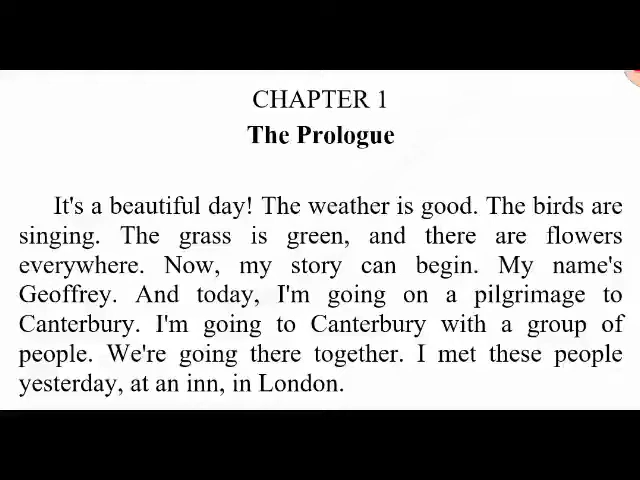 CHAPTER 1
The Prologue
It's a beautiful day! The weather is good. The birds are
singing. The grass is green, and there are flowers
everywhere. Now, my story can begin. My name's
Geoffrey. And today, I'm going on a pilgrimage to
Canterbury. I'm going to Canterbury with a group of
people. We're going there together. I met these people
yesterday, at an inn, in London.